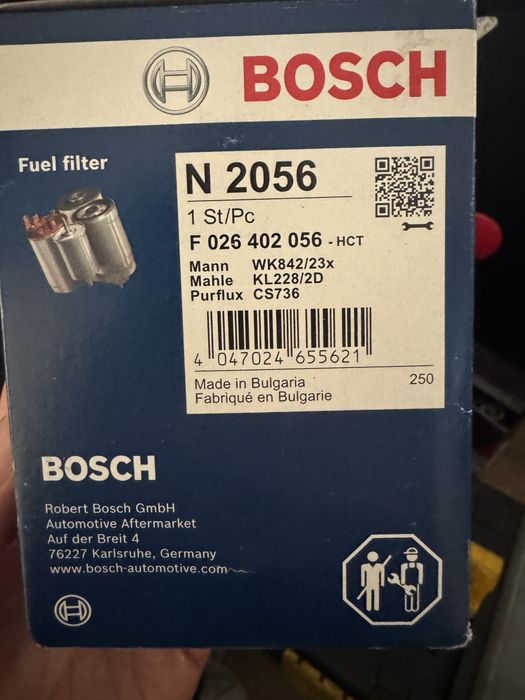 BOSCH
Fuel filter
N 2056
1 St/Pc
F 026 402 056 - HCT
Mann WK842/23x
Mahle KL228/2D
Purflux CS736
4 047024 655621
Made in Bulgaria 250
Fabriqué en Bulgarie
BOSCH
Robert Bosch GmbH
Automotive Aftermarket
Auf der Breit 4
76227 Karlsruhe, Germany
www.bosch-automotive.com